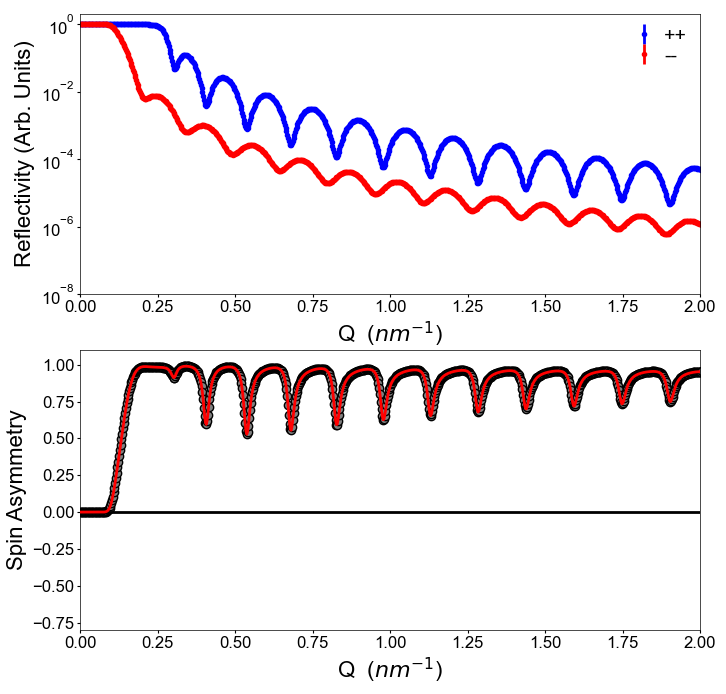 Reflectivity (Arb. Units)
10⁰
10⁻²
10⁻⁴
10⁻⁶
10⁻⁸
++
−
0.00 0.25 0.50 0.75 1.00 1.25 1.50 1.75 2.00
Q (nm⁻¹)
Spin Asymmetry
1.00
0.75
0.50
0.25
0.00
−0.25
−0.50
−0.75
0.00 0.25 0.50 0.75 1.00 1.25 1.50 1.75 2.00
Q (nm⁻¹)